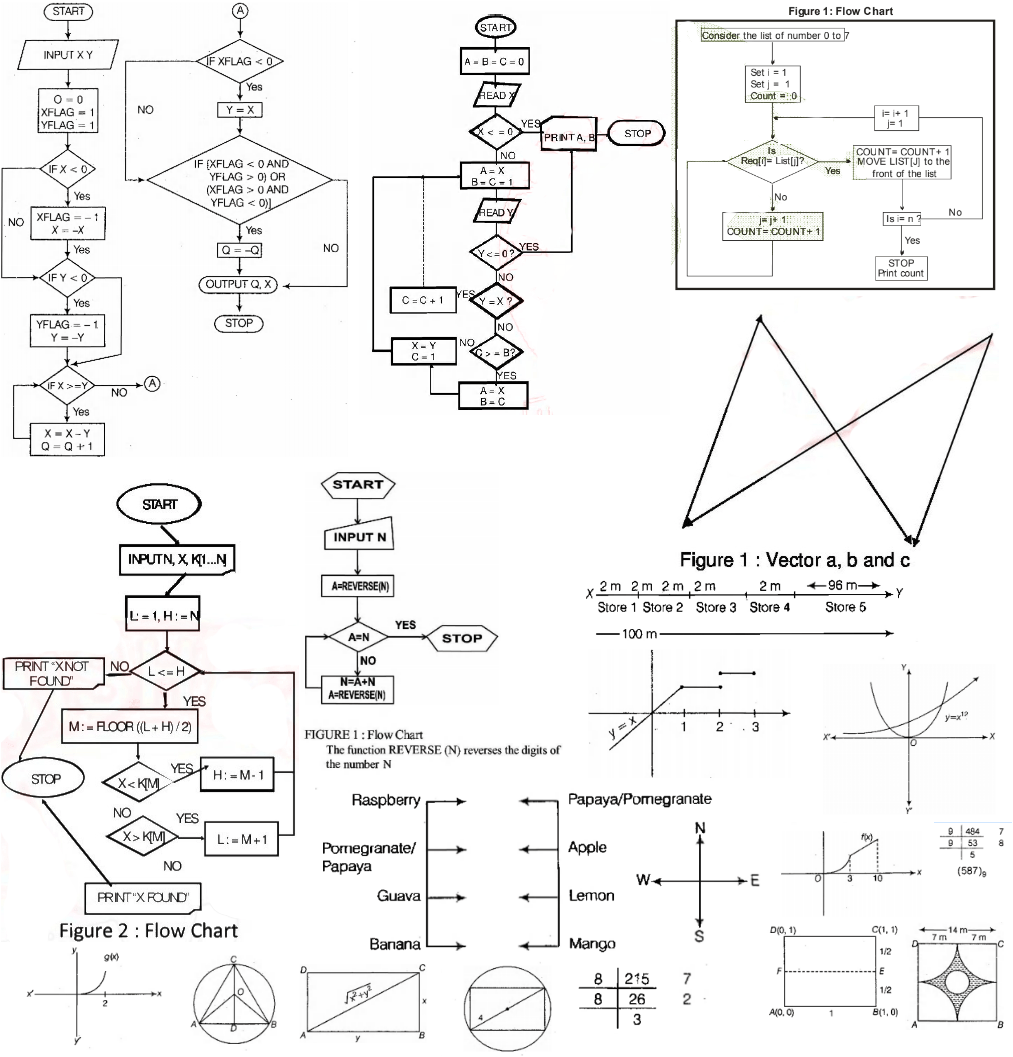 START
INPUT X Y
O = 0
XFLAG = 1
YFLAG = 1
IF X < 0
Yes
NO
XFLAG = – 1
X = –X
Yes
IF Y < 0
Yes
YFLAG = – 1
Y = –Y
IF X > =Y
NO
A
Yes
X = X – Y
Q = Q + 1
A
IF XFLAG < 0
Yes
NO
Y = X
IF [(XFLAG < 0 AND
YFLAG > 0) OR
(XFLAG > 0 AND
YFLAG < 0)]
Yes
NO
Q = –Q
OUTPUT Q, X
STOP
START
A = B = C = 0
READ X
X < = 0
YES
PRINT A, B
STOP
NO
A = X
B = C = 1
READ Y
Y < = 0 ?
YES
NO
C = C + 1
YES
Y = X ?
NO
X – Y
C = 1
NO
C > = B?
YES
A = X
B = C
Figure 1: Flow Chart
Consider the list of number 0 to 7
Set i = 1
Set j = 1
Count = 0
i= i+ 1
j= 1
Is
Req[i]= List[j]?
Yes
COUNT= COUNT+ 1
MOVE LIST[J] to the
front of the list
No
j= j+ 1
COUNT= COUNT+ 1
Is i= n ?
No
Yes
STOP
Print count
Figure 1 : Vector a, b and c
START
INPUT N, X, K[1...N]
L: = 1, H: = N
L < = H
NO
PRINT "X NOT
FOUND"
YES
M : = FLOOR ((L + H) / 2)
STOP
X < K[M]
YES
H : = M - 1
NO
X > K[M]
YES
L : = M + 1
NO
PRINT "X FOUND"
Figure 2 : Flow Chart
START
INPUT N
A=REVERSE(N)
A=N
YES
STOP
NO
N=A+N
A=REVERSE(N)
FIGURE 1 : Flow Chart
The function REVERSE (N) reverses the digits of
the number N
X 2 m 2 m 2 m 2 m 2 m 96 m Y
Store 1 Store 2 Store 3 Store 4 Store 5
100 m
y = x
1 2 3
Y
y=x¹²
X' O X
Y'
Raspberry
Papaya/Pomegranate
Pomegranate/
Papaya
Apple
Guava
Lemon
Banana
Mango
N
W E
S
f(x)
O 3 10 x
9 484 7
9 53 8
5
(587)₉
y
g(x)
x' 2 x
y'
C
O
A D B
D C
√x²+y²
x
A y B
4
8 215 7
8 26 2
3
D(0, 1) C(1, 1)
1/2
F E
1/2
A(0, 0) 1 B(1, 0)
14 m
7 m 7 m
D C
A B